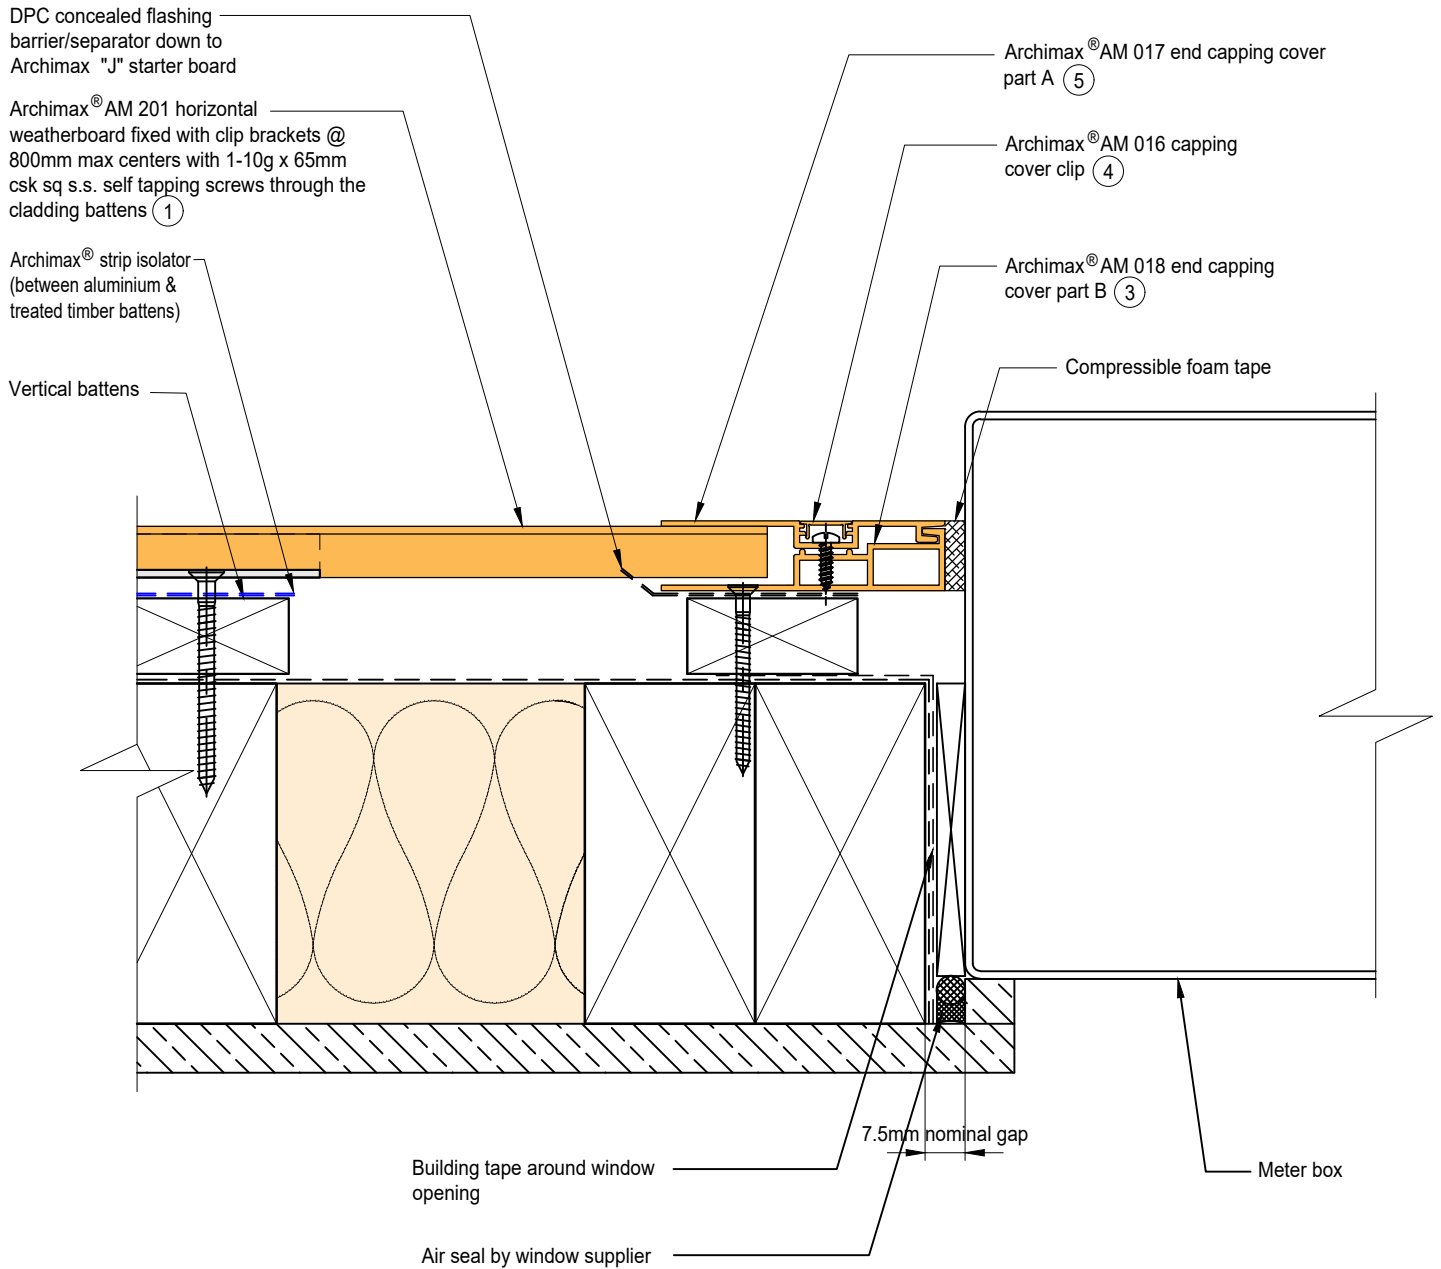 DPC concealed flashing
barrier/separator down to
Archimax "J" starter board
Archimax® AM 201 horizontal
weatherboard fixed with clip brackets @
800mm max centers with 1-10g x 65mm
csk sq s.s. self tapping screws through the
cladding battens 1
Archimax® strip isolator
(between aluminium &
treated timber battens)
Vertical battens
Archimax® AM 017 end capping cover
part A 5
Archimax® AM 016 capping
cover clip 4
Archimax® AM 018 end capping
cover part B 3
Compressible foam tape
7.5mm nominal gap
Building tape around window
opening
Meter box
Air seal by window supplier